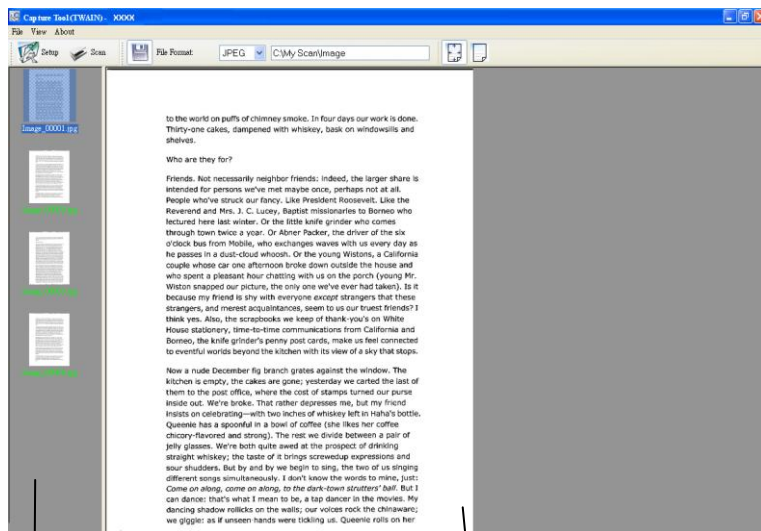 Capture Tool(TWAIN) - XXXX
File View About
Setup Scan File Format: JPEG C:\My Scan\Image
Image_00001.jpg
to the world on puffs of chimney smoke. In four days our work is done.
Thirty-one cakes, dampened with whiskey, bask on windowsills and
shelves.
Who are they for?
Friends. Not necessarily neighbor friends: indeed, the larger share is
intended for persons we've met maybe once, perhaps not at all.
People who've struck our fancy. Like President Roosevelt. Like the
Reverend and Mrs. J. C. Lucey, Baptist missionaries to Borneo who
lectured here last winter. Or the little knife grinder who comes
through town twice a year. Or Abner Packer, the driver of the six
o'clock bus from Mobile, who exchanges waves with us every day as
he passes in a dust-cloud whoosh. Or the young Wistons, a California
couple whose car one afternoon broke down outside the house and
who spent a pleasant hour chatting with us on the porch (young Mr.
Wiston snapped our picture, the only one we've ever had taken). Is it
because my friend is shy with everyone except strangers that these
strangers, and merest acquaintances, seem to us our truest friends? I
think yes. Also, the scrapbooks we keep of thank-you's on White
House stationery, time-to-time communications from California and
Borneo, the knife grinder's penny post cards, make us feel connected
to eventful worlds beyond the kitchen with its view of a sky that stops.
Now a nude December fig branch grates against the window. The
kitchen is empty, the cakes are gone; yesterday we carted the last of
them to the post office, where the cost of stamps turned our purse
inside out. We're broke. That rather depresses me, but my friend
insists on celebrating—with two inches of whiskey left in Haha's bottle.
Queenie has a spoonful in a bowl of coffee (she likes her coffee
chicory-flavored and strong). The rest we divide between a pair of
jelly glasses. We're both quite awed at the prospect of drinking
straight whiskey; the taste of it brings screwedup expressions and
sour shudders. But by and by we begin to sing, the two of us singing
different songs simultaneously. I don't know the words to mine, just:
Come on along, come on along, to the dark-town strutters' ball. But I
can dance: that's what I mean to be, a tap dancer in the movies. My
dancing shadow rollicks on the walls; our voices rock the chinaware;
we giggle: as if unseen hands were tickling us. Queenie rolls on her